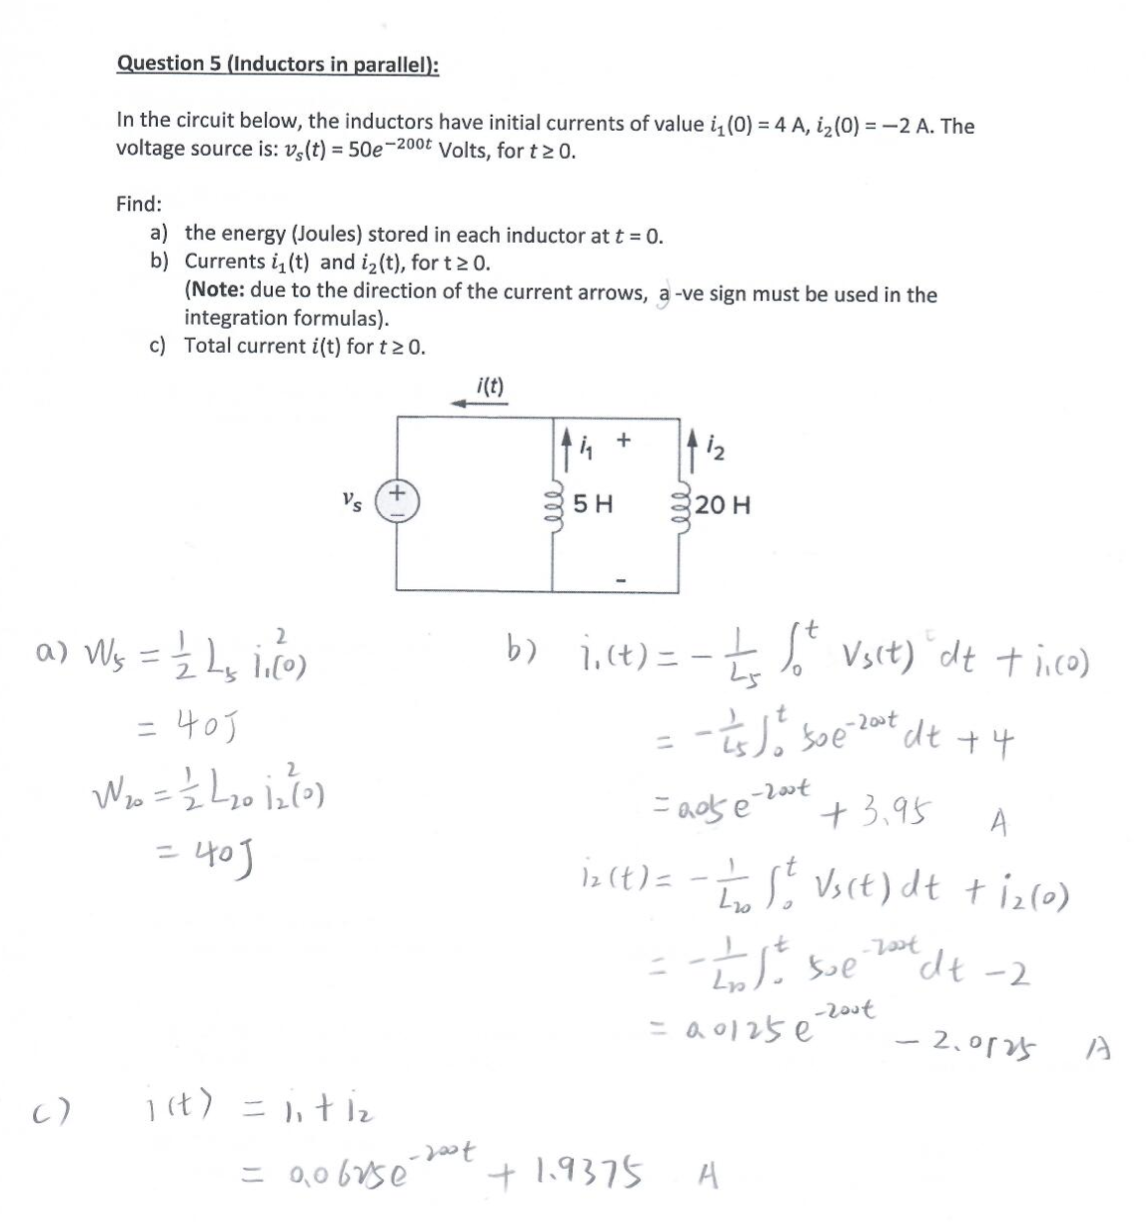 Question 5 (Inductors in parallel):
In the circuit below, the inductors have initial currents of value i₁(0) = 4 A, i₂(0) = −2 A. The
voltage source is: vₛ(t) = 50e^−200t Volts, for t ≥ 0.
Find:
a) the energy (Joules) stored in each inductor at t = 0.
b) Currents i₁(t) and i₂(t), for t ≥ 0.
(Note: due to the direction of the current arrows, a -ve sign must be used in the
integration formulas).
c) Total current i(t) for t ≥ 0.
i(t)
i₁ + i₂
vₛ + − 5 H 20 H
-
a) W₅ = 1/2 L₅ i₁²(0)
= 40J
W₂₀ = 1/2 L₂₀ i₂²(0)
= 40J
b) i₁(t) = − 1/L₅ ∫₀ᵗ Vs(t) dt + i₁(0)
= − 1/L₅ ∫₀ᵗ 50e^−200t dt + 4
= 0.05e^−200t + 3.95 A
i₂(t) = − 1/L₂₀ ∫₀ᵗ Vs(t) dt + i₂(0)
= − 1/L₂₀ ∫₀ᵗ 50e^−200t dt − 2
= 0.0125e^−200t − 2.0125 A
c) i(t) = i₁ + i₂
= 0.0625e^−200t + 1.9375 A